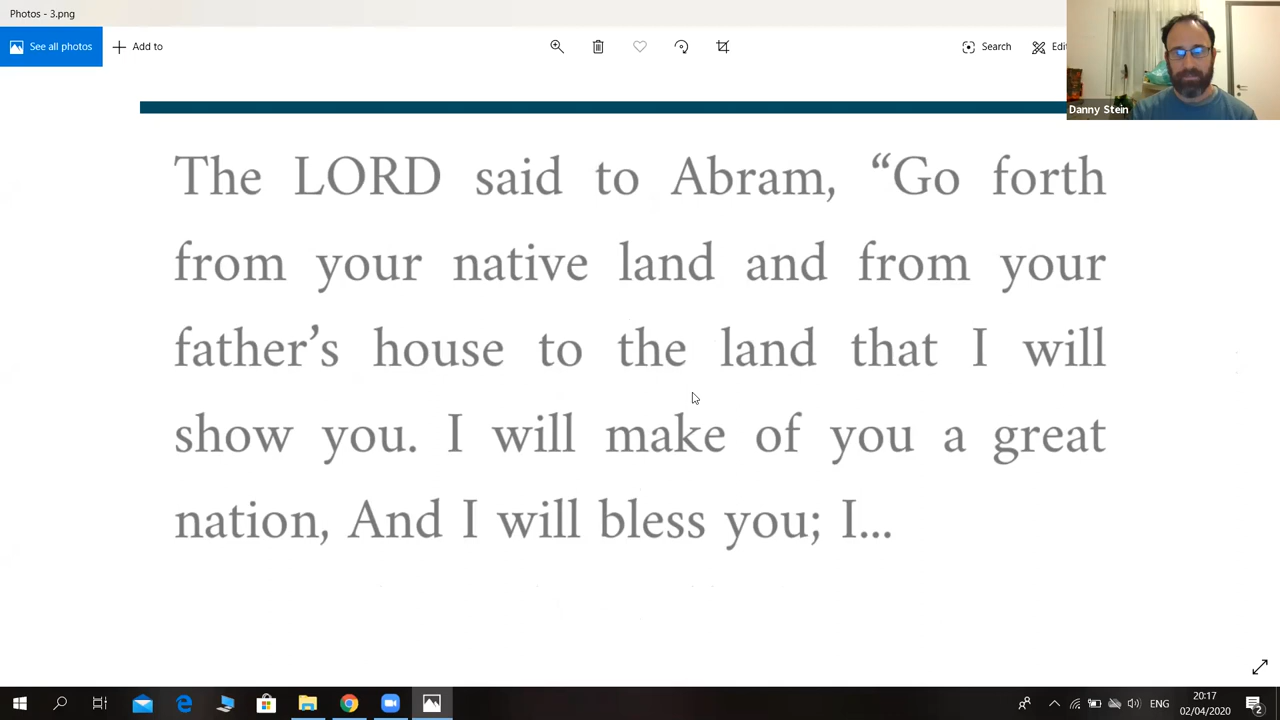 Photos - 3.png
See all photos
Add to
Search
Edi
Danny Stein
The LORD said to Abram, “Go forth
from your native land and from your
father’s house to the land that I will
show you. I will make of you a great
nation, And I will bless you; I...
ENG
20:17
02/04/2020
2